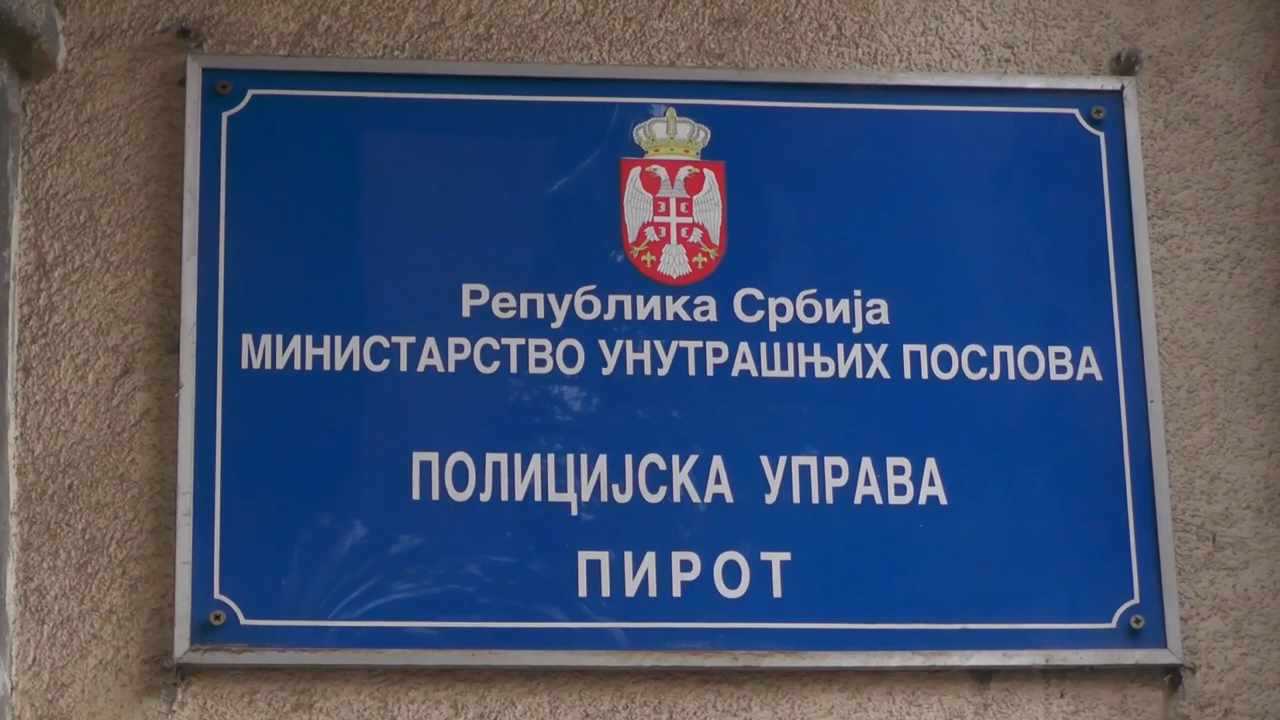 Република Србија
МИНИСТАРСТВО УНУТРАШЊИХ ПОСЛОВА
ПОЛИЦИЈСКА УПРАВА
ПИРОТ